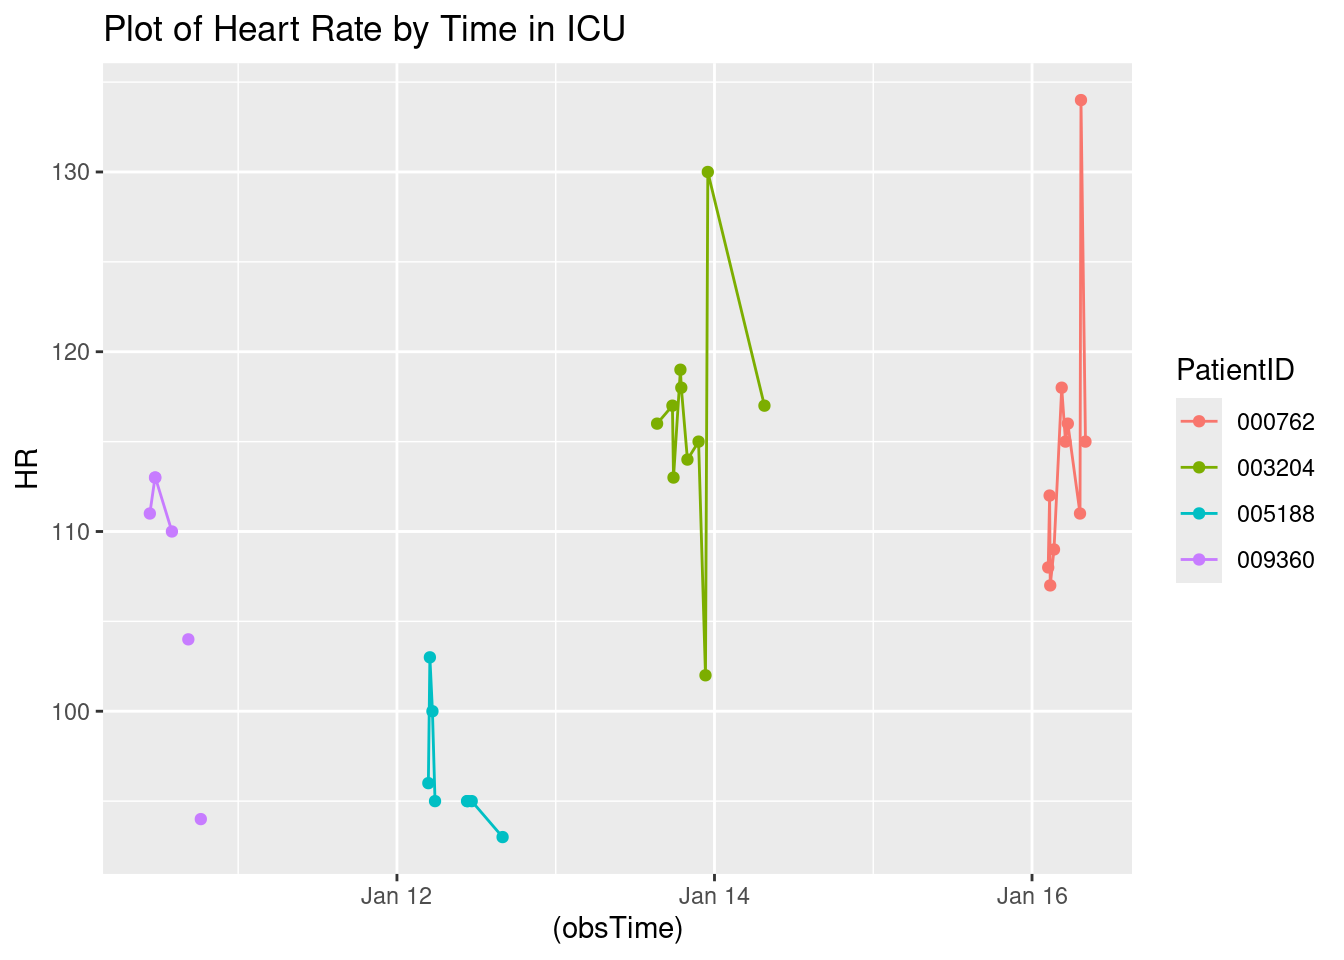 Plot of Heart Rate by Time in ICU
130
120
110
100
HR
Jan 12
Jan 14
Jan 16
(obsTime)
PatientID
000762
003204
005188
009360